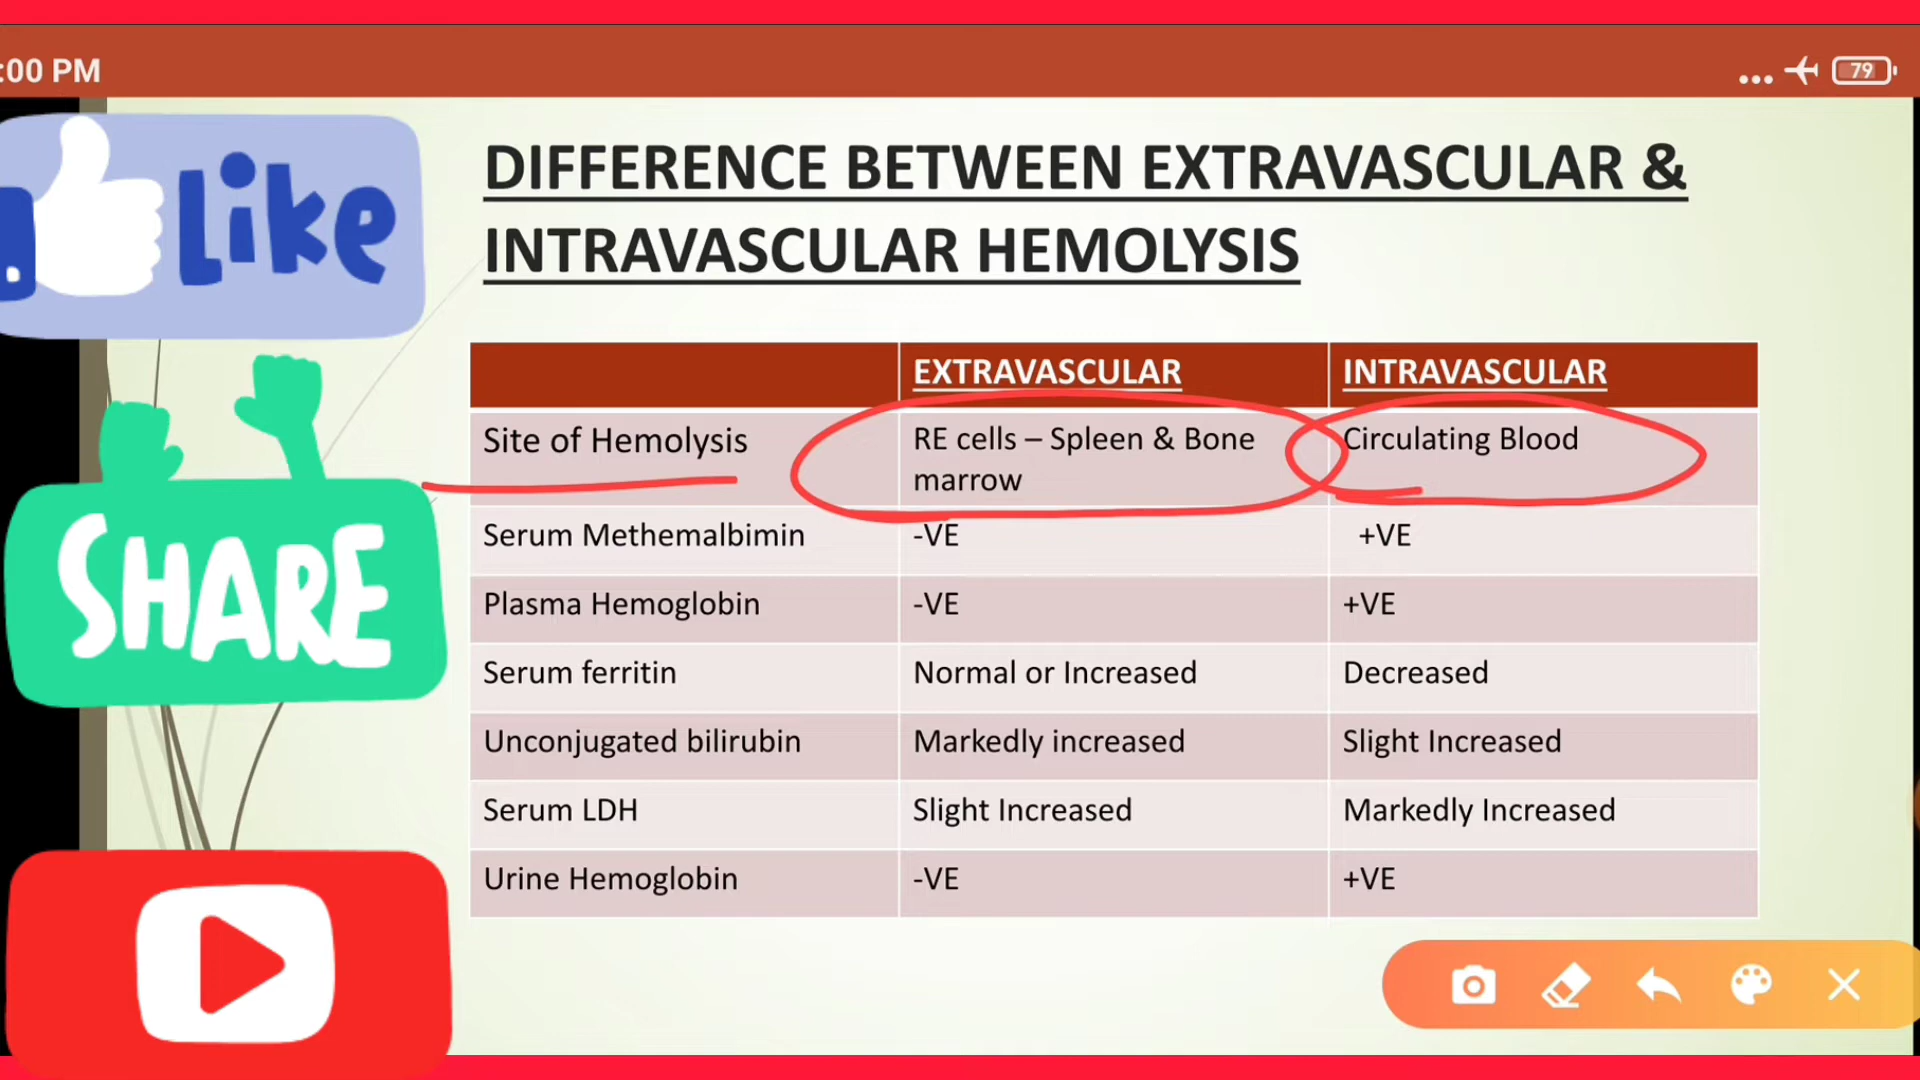 :00 PM
79
Like
DIFFERENCE BETWEEN EXTRAVASCULAR &
INTRAVASCULAR HEMOLYSIS
EXTRAVASCULAR INTRAVASCULAR
Site of Hemolysis RE cells – Spleen & Bone marrow Circulating Blood
Serum Methemalbimin -VE +VE
Plasma Hemoglobin -VE +VE
Serum ferritin Normal or Increased Decreased
Unconjugated bilirubin Markedly increased Slight Increased
Serum LDH Slight Increased Markedly Increased
Urine Hemoglobin -VE +VE
SHARE